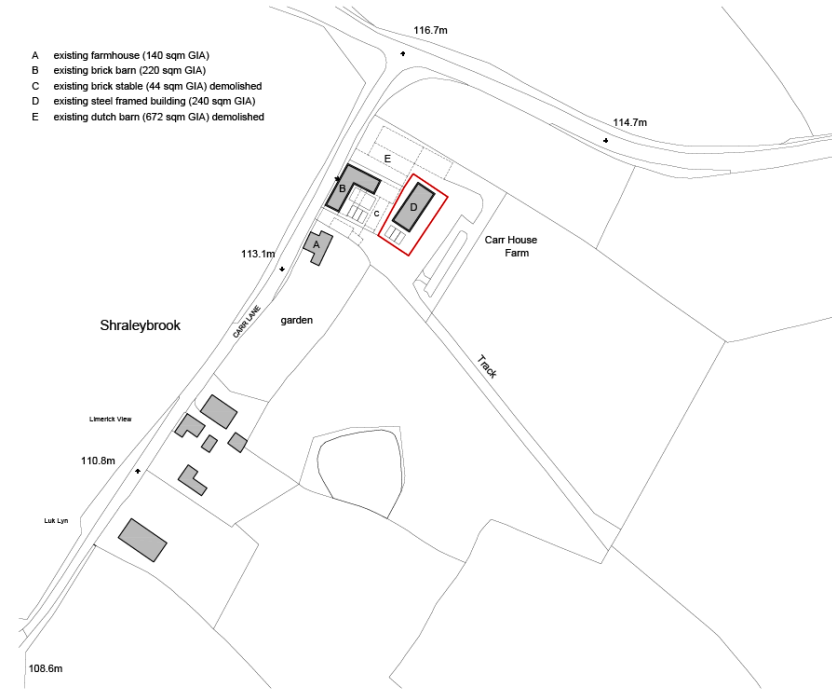 116.7m
A existing farmhouse (140 sqm GIA)
B existing brick barn (220 sqm GIA)
C existing brick stable (44 sqm GIA) demolished
D existing steel framed building (240 sqm GIA)
E existing dutch barn (672 sqm GIA) demolished
114.7m
E
B
D
C
A
Carr House
Farm
113.1m
Shraleybrook
CARR LANE
garden
Track
Limerick View
110.8m
Luk Lyn
108.6m